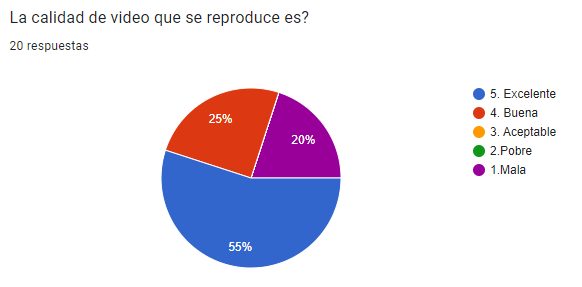 La calidad de video que se reproduce es?
20 respuestas
25%
20%
55%
5. Excelente
4. Buena
3. Aceptable
2.Pobre
1.Mala